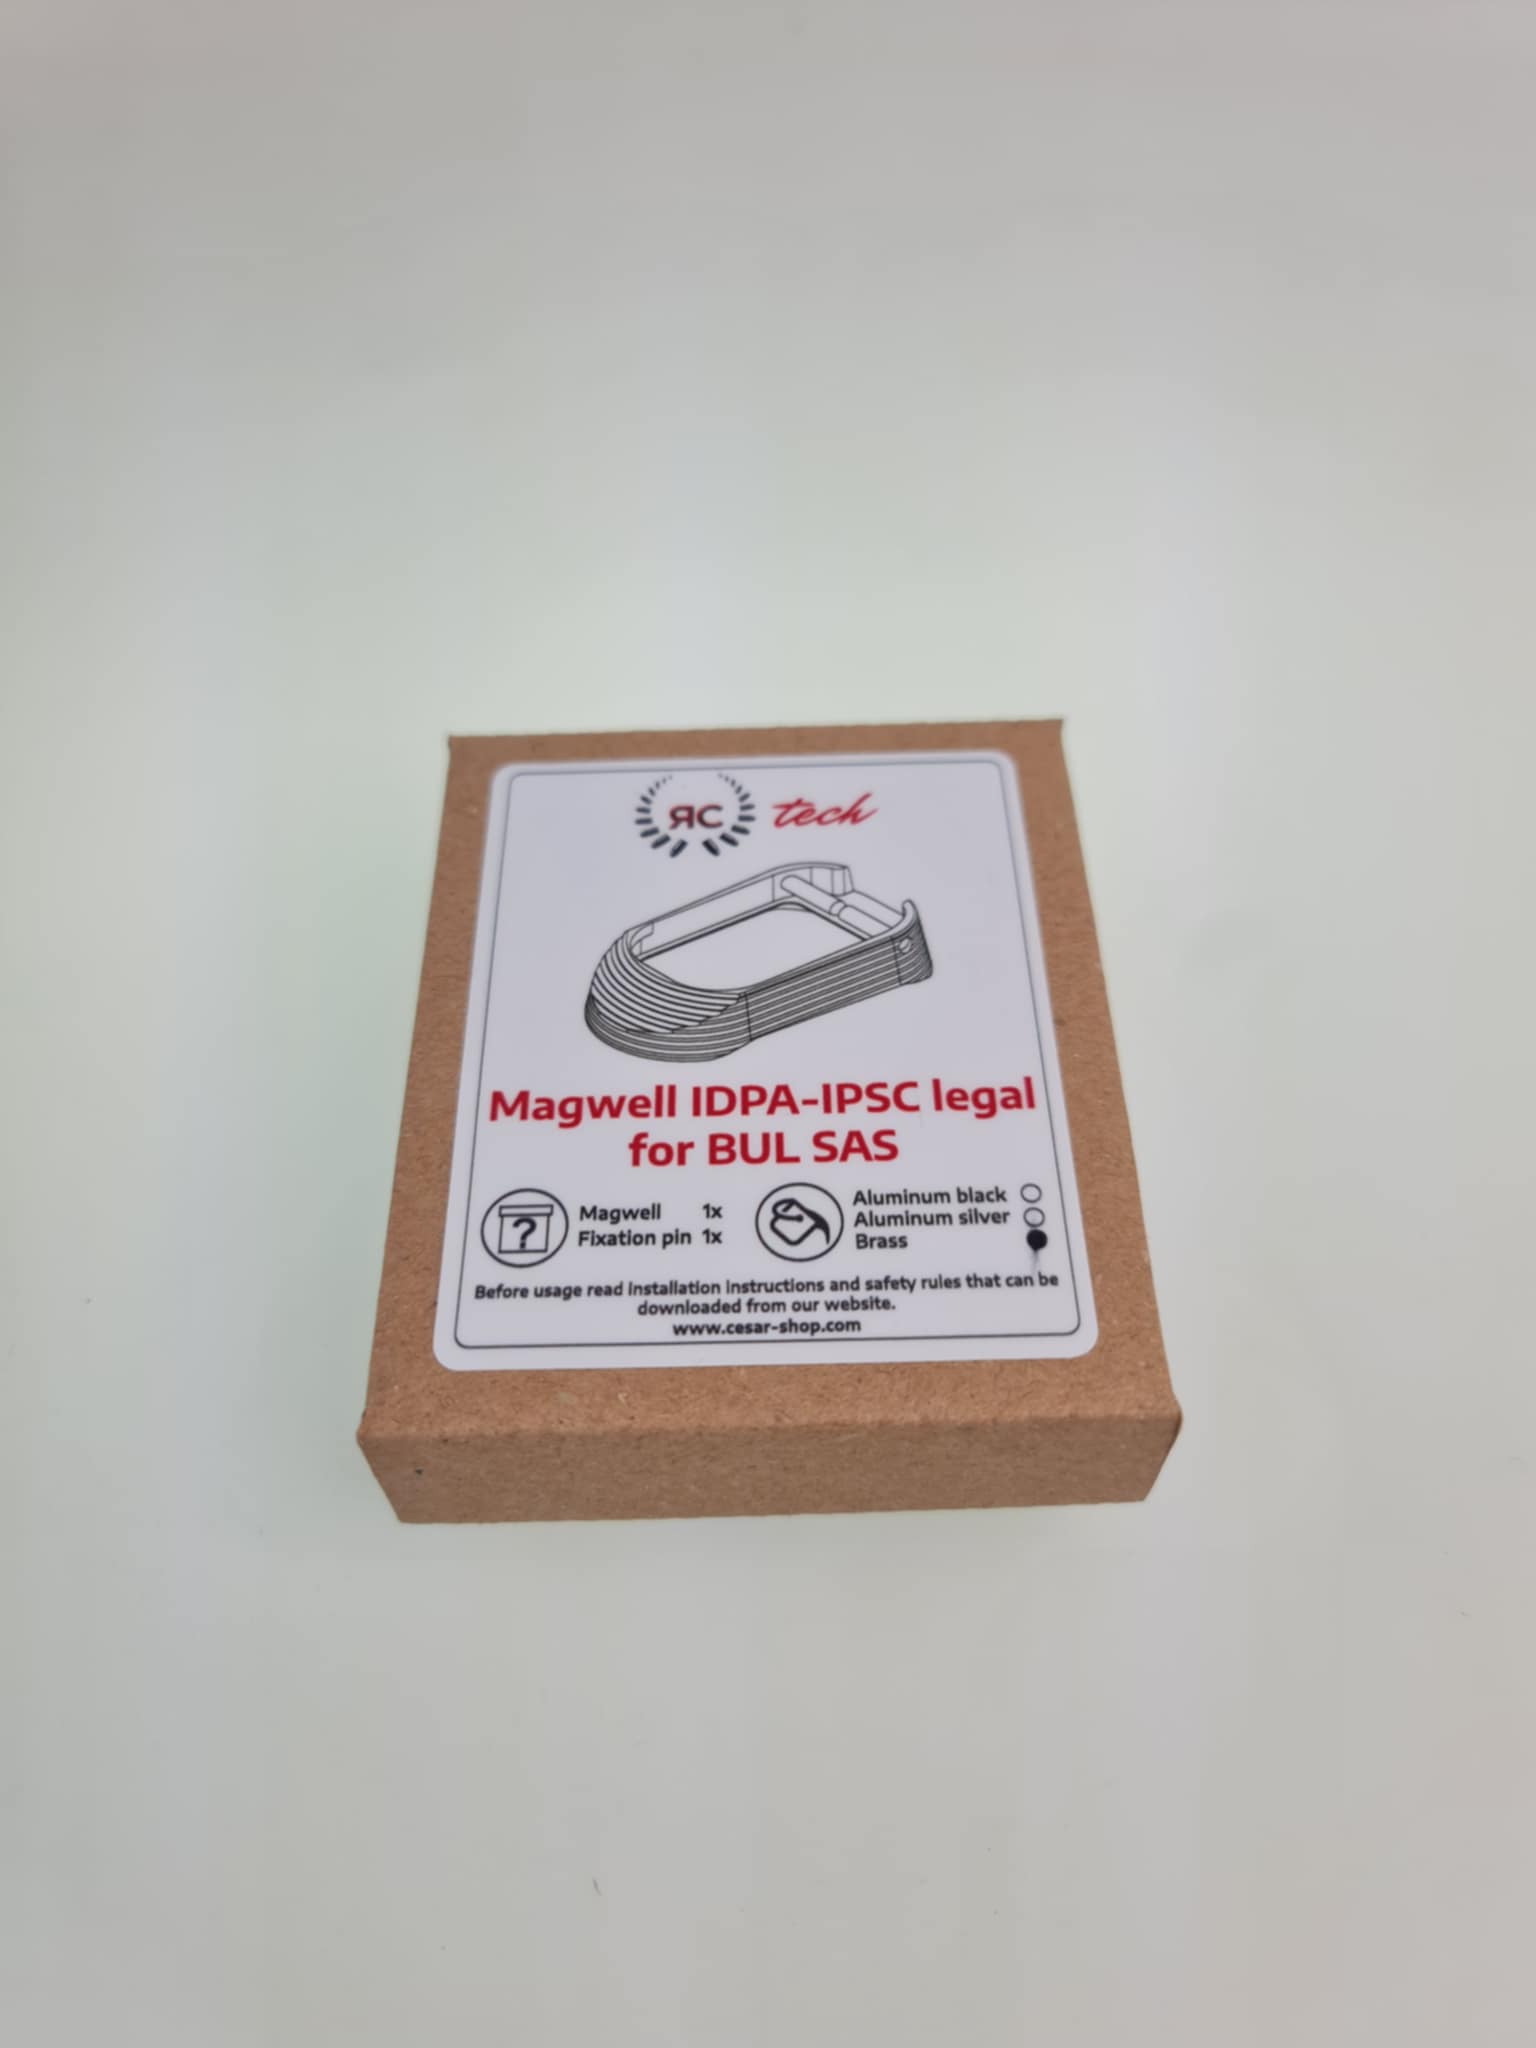 ЯC tech
Magwell IDPA-IPSC legal
for BUL SAS
?
Magwell 1x
Fixation pin 1x
Aluminum black
Aluminum silver
Brass
Before usage read installation instructions and safety rules that can be
downloaded from our website.
www.cesar-shop.com